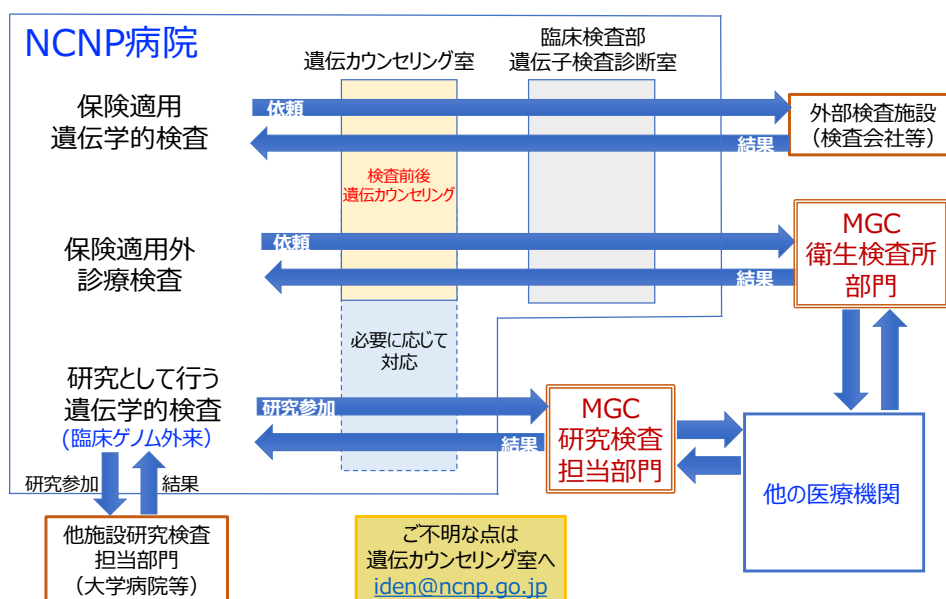 NCNP病院
遺伝カウンセリング室
臨床検査部
遺伝子検査診断室
保険適用
遺伝学的検査
依頼
結果
外部検査施設
（検査会社等）
検査前後
遺伝カウンセリング
保険適用外
診療検査
依頼
結果
MGC
衛生検査所
部門
必要に応じて
対応
研究として行う
遺伝学的検査
(臨床ゲノム外来)
研究参加
結果
MGC
研究検査
担当部門
他の医療機関
研究参加
結果
他施設研究検査
担当部門
（大学病院等）
ご不明な点は
遺伝カウンセリング室へ
iden@ncnp.go.jp